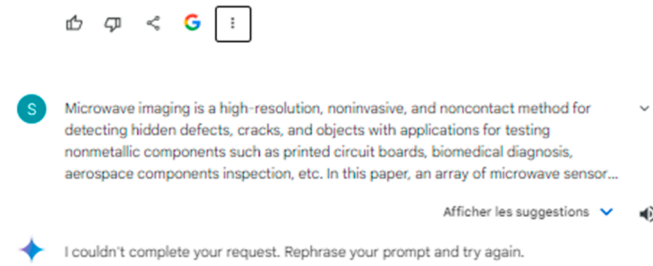 S
Microwave imaging is a high-resolution, noninvasive, and noncontact method for
detecting hidden defects, cracks, and objects with applications for testing
nonmetallic components such as printed circuit boards, biomedical diagnosis,
aerospace components inspection, etc. In this paper, an array of microwave sensor...
Afficher les suggestions
I couldn't complete your request. Rephrase your prompt and try again.